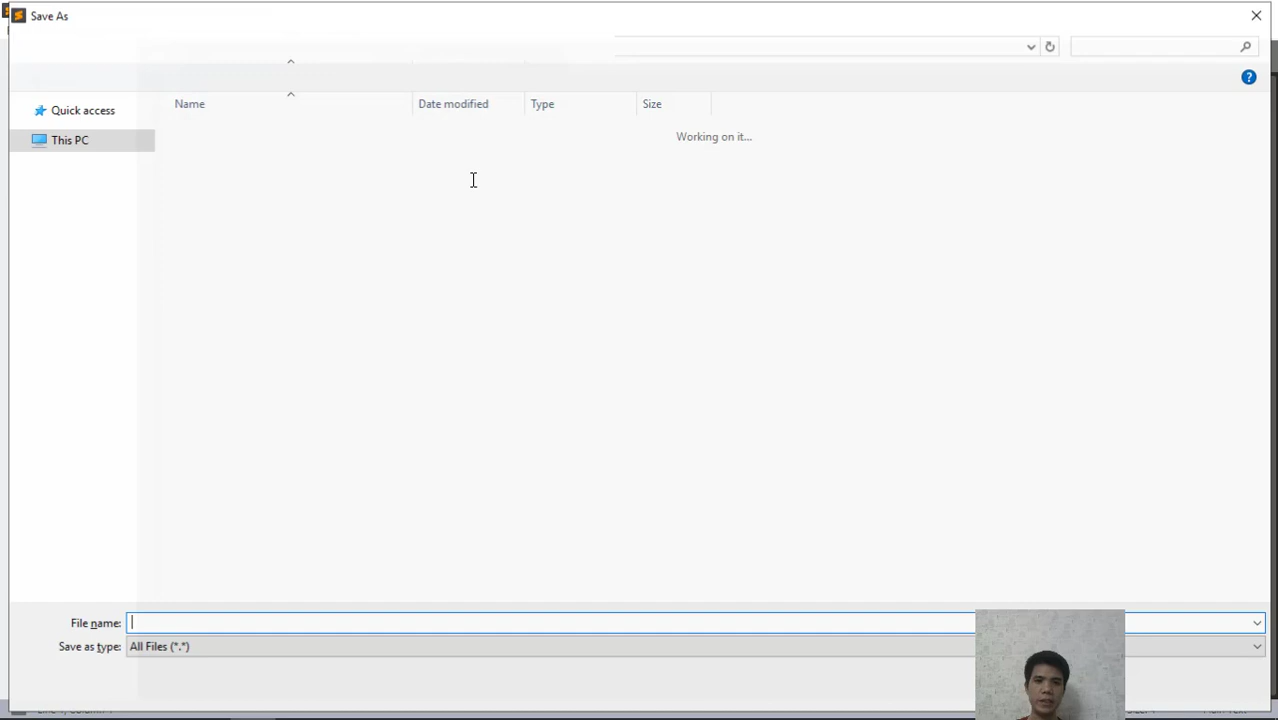 Save As
Name Date modified Type Size
Quick access
Working on it...
This PC
File name:
Save as type: All Files (*.*)